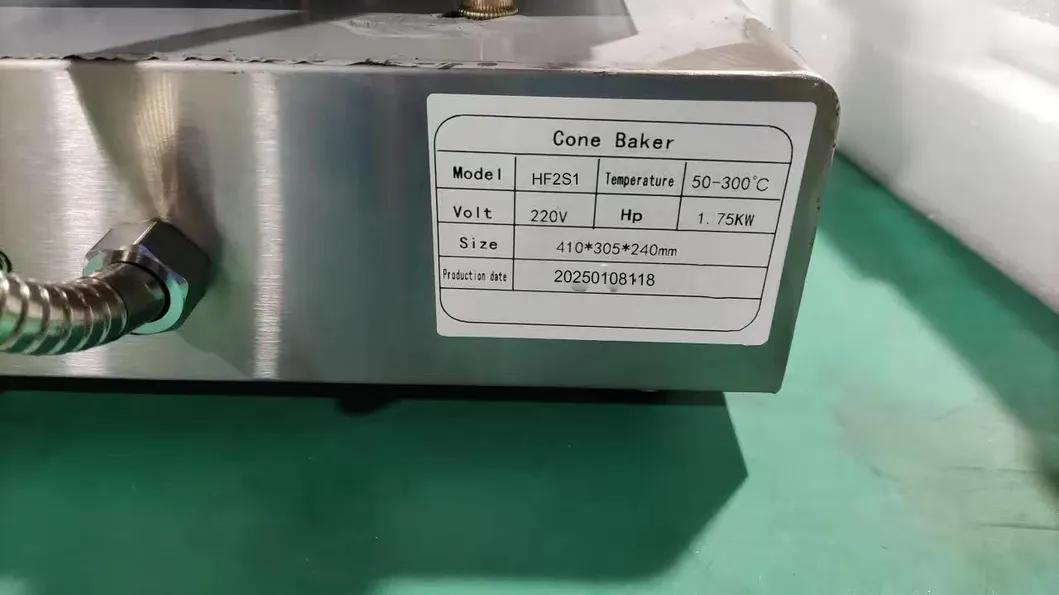 Cone Baker
Model HF2S1 Temperature 50-300℃
Volt 220V Hp 1.75KW
Size 410*305*240mm
Production date 20250108118